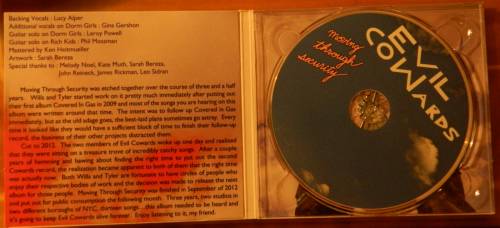 Backing Vocals : Lucy Alper
Additional vocals on Dorm Girls : Gina Gershon
Guitar solo on Dorm Girls : Leroy Powell
Guitar solo on Rich Kids : Phil Mossman
Mastered by Ken Heitmueller
Artwork : Sarah Bereza
Special thanks to : Melody Nisel, Kate Muth, Sarah Bereza,
John Reineck, James Rickman, Len Sidran
Moving Through Security was etched together over the course of three and a half
years. Wills and Tyler started work on it pretty much immediately after putting out
their first album Covered In Gas in 2009 and most of the songs you are hearing on this
album were written around that time. The intent was to follow up Covered In Gas
immediately, but as the old adage goes, the best-laid plans sometimes go astray. Every
time it looked like they would have a sufficient block of time to finish their follow-up
record, the business of their other projects distracted them.
Cut to 2012. The two members of Evil Cowards woke up one day and realized
that they were sitting on a treasure trove of incredibly catchy songs. After a couple
years of hemming and hawing about finding the right time to put out the second
Cowards record, the realization became apparent to both of them that the right time
was actually now. Both Wills and Tyler are fortunate to have circles of people who
enjoy their respective bodies of work and the decision was made to release the next
album for those people. Moving Through Security was finished in September of 2012
and put out for public consumption the following month. Three years, two studios in
two different boroughs of NYC, thirteen songs....this album needed to be heard and
it's going to keep Evil Cowards alive forever. Enjoy listening to it, my friend.
moving
through
security
EVIL
COWARDS